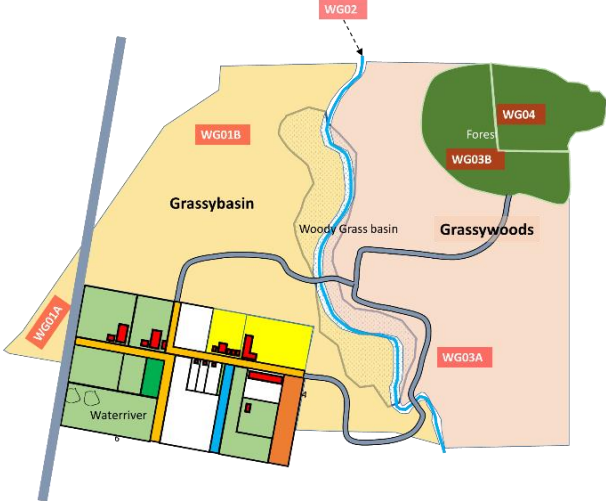 WG02
WG04
WG01B
Fores
WG03B
Grassybasin
Woody Grass basin
Grassywoods
WG01A
WG03A
4
Waterriver
6